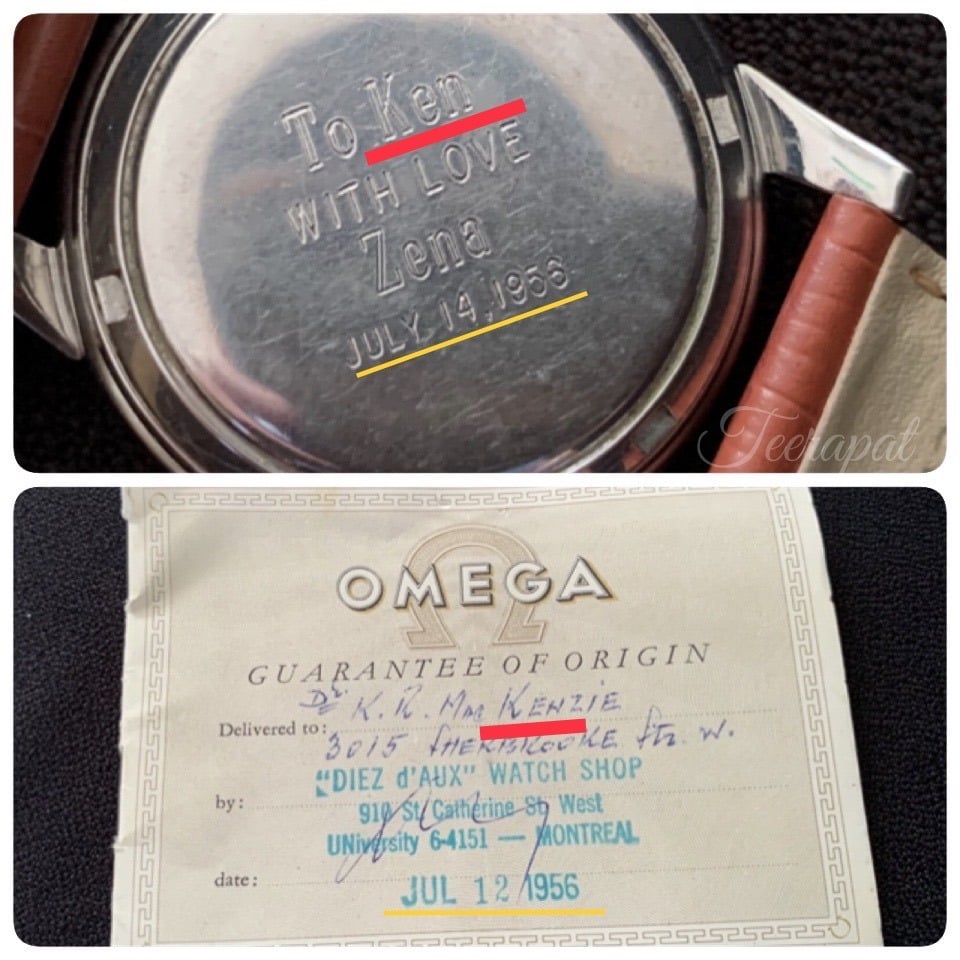 To Ken
WITH LOVE
Zena
JULY 14, 1956
Teerapat
OMEGA
GUARANTEE OF ORIGIN
Delivered to: Dr. K. R. MacKENZIE
3015 SHERBROOKE Str. W.
by: "DIEZ d'AUX" WATCH SHOP
910 St. Catherine St. West
UNiversity 6-4151 — MONTREAL
date: JUL 12 1956